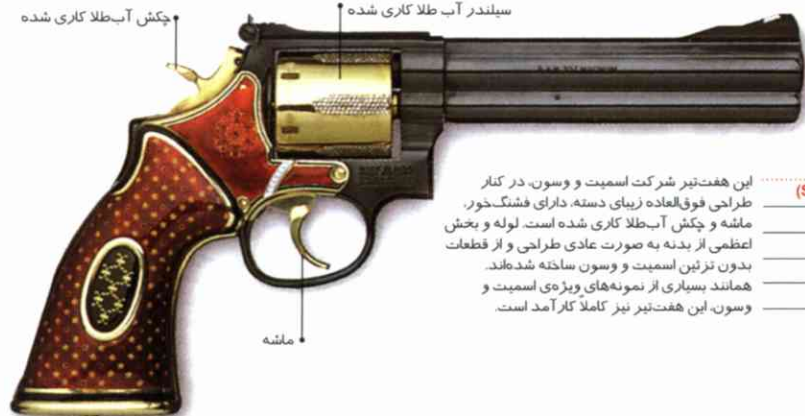 چکش آب‌طلا کاری شده
سیلندر آب طلا کاری شده
این هفت‌تیر شرکت اسمیت و وسون، در کنار
طراحی فوق‌العاده زیبای دسته، دارای فشنگ‌خور،
ماشه و چکش آب‌طلا کاری شده است. لوله و بخش
اعظمی از بدنه به صورت عادی طراحی و از قطعات
بدون تزئین اسمیت و وسون ساخته شده‌اند.
همانند بسیاری از نمونه‌های ویژه‌ی اسمیت و
وسون، این هفت‌تیر نیز کاملاً کارآمد است.
ماشه